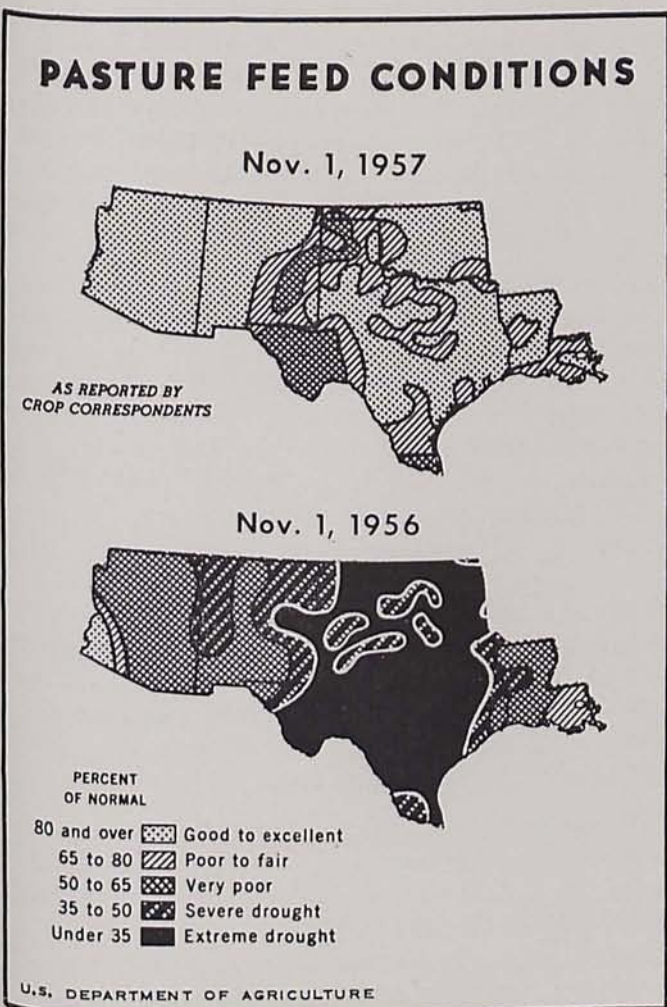 PASTURE FEED CONDITIONS
Nov. 1, 1957
AS REPORTED BY
CROP CORRESPONDENTS
Nov. 1, 1956
PERCENT
OF NORMAL
80 and over Good to excellent
65 to 80 Poor to fair
50 to 65 Very poor
35 to 50 Severe drought
Under 35 Extreme drought
U.S. DEPARTMENT OF AGRICULTURE